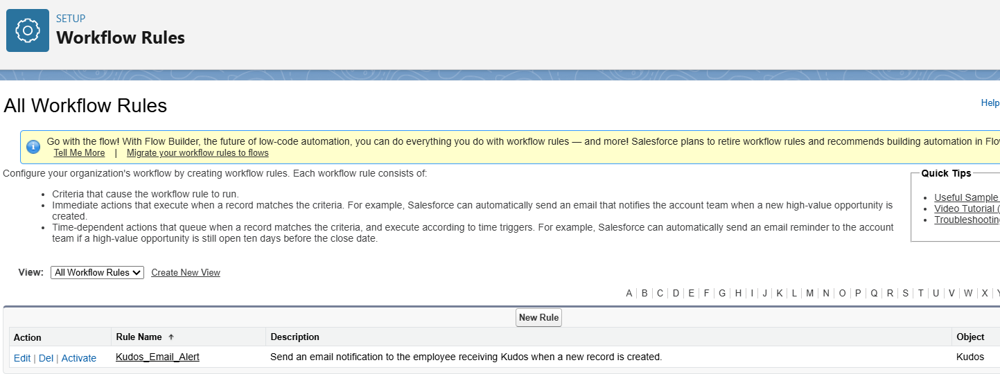 SETUP
Workflow Rules
All Workflow Rules
Help
Go with the flow! With Flow Builder, the future of low-code automation, you can do everything you do with workflow rules — and more! Salesforce plans to retire workflow rules and recommends building automation in Flow
Tell Me More | Migrate your workflow rules to flows
Configure your organization's workflow by creating workflow rules. Each workflow rule consists of:
• Criteria that cause the workflow rule to run.
• Immediate actions that execute when a record matches the criteria. For example, Salesforce can automatically send an email that notifies the account team when a new high-value opportunity is
created.
• Time-dependent actions that queue when a record matches the criteria, and execute according to time triggers. For example, Salesforce can automatically send an email reminder to the account
team if a high-value opportunity is still open ten days before the close date.
Quick Tips
• Useful Sample
• Video Tutorial (
• Troubleshooting
View: All Workflow Rules Create New View
A | B | C | D | E | F | G | H | I | J | K | L | M | N | O | P | Q | R | S | T | U | V | W | X | Y
New Rule
Action Rule Name ↑ Description Object
Edit | Del | Activate Kudos_Email_Alert Send an email notification to the employee receiving Kudos when a new record is created. Kudos